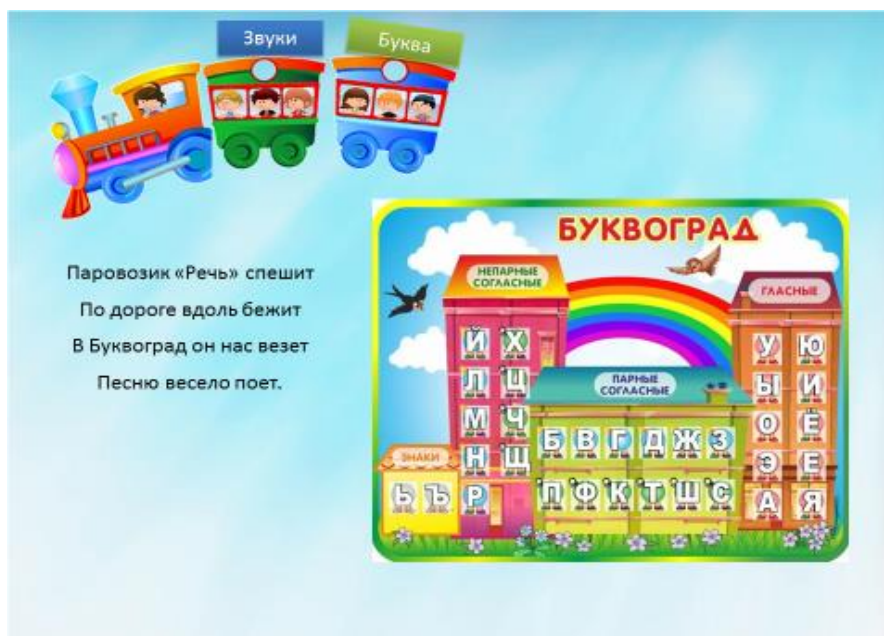 Звуки
Буква
Паровозик «Речь» спешит
По дороге вдоль бежит
В Буквоград он нас везет
Песню весело поет.
БУКВОГРАД
НЕПАРНЫЕ
СОГЛАСНЫЕ
Й Х
Л Ц
М Ч
Н Щ
Р
ЗНАКИ
Ь Ъ
ПАРНЫЕ
СОГЛАСНЫЕ
Б В Г Д Ж З
П Ф К Т Ш С
ГЛАСНЫЕ
У Ю
Ы И
О Ё
Э Е
А Я